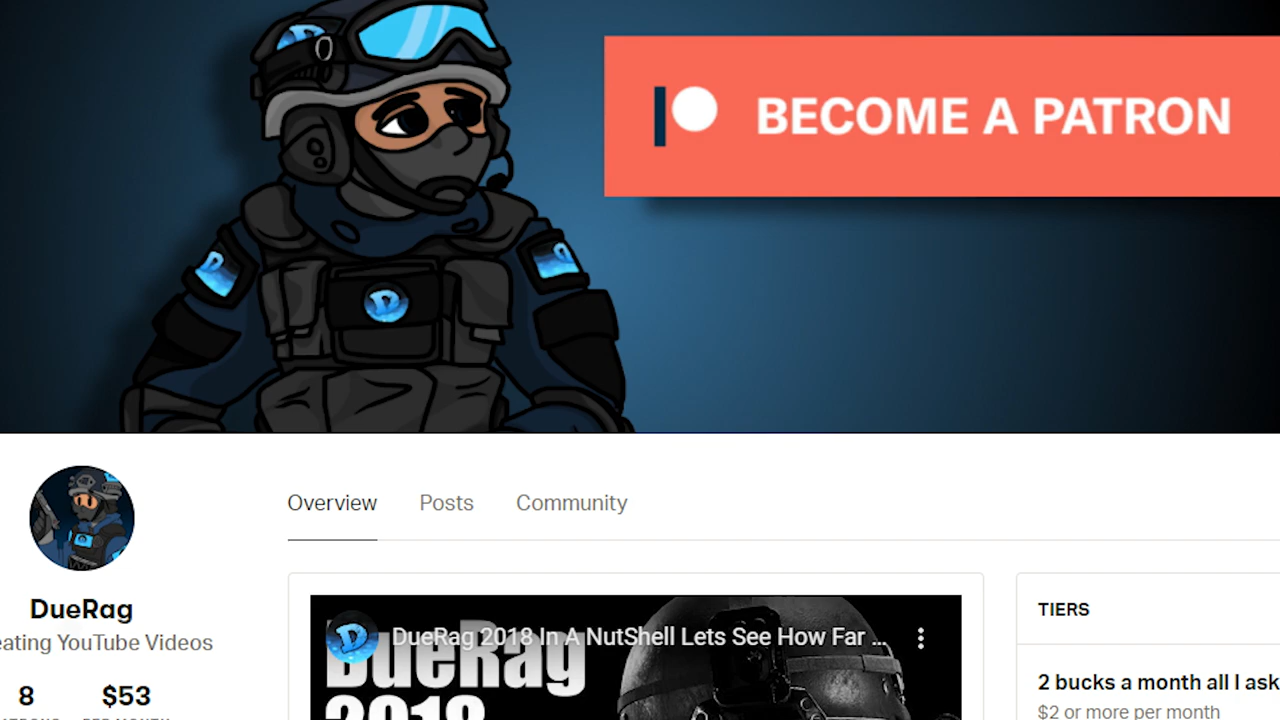 BECOME A PATRON
D
D
D
Overview Posts Community
DueRag
eating YouTube Videos
8 $53
DueRag 2018 In A NutShell Lets See How Far ...
D
DueRag
2018
TIERS
2 bucks a month all I ask
$2 or more per month